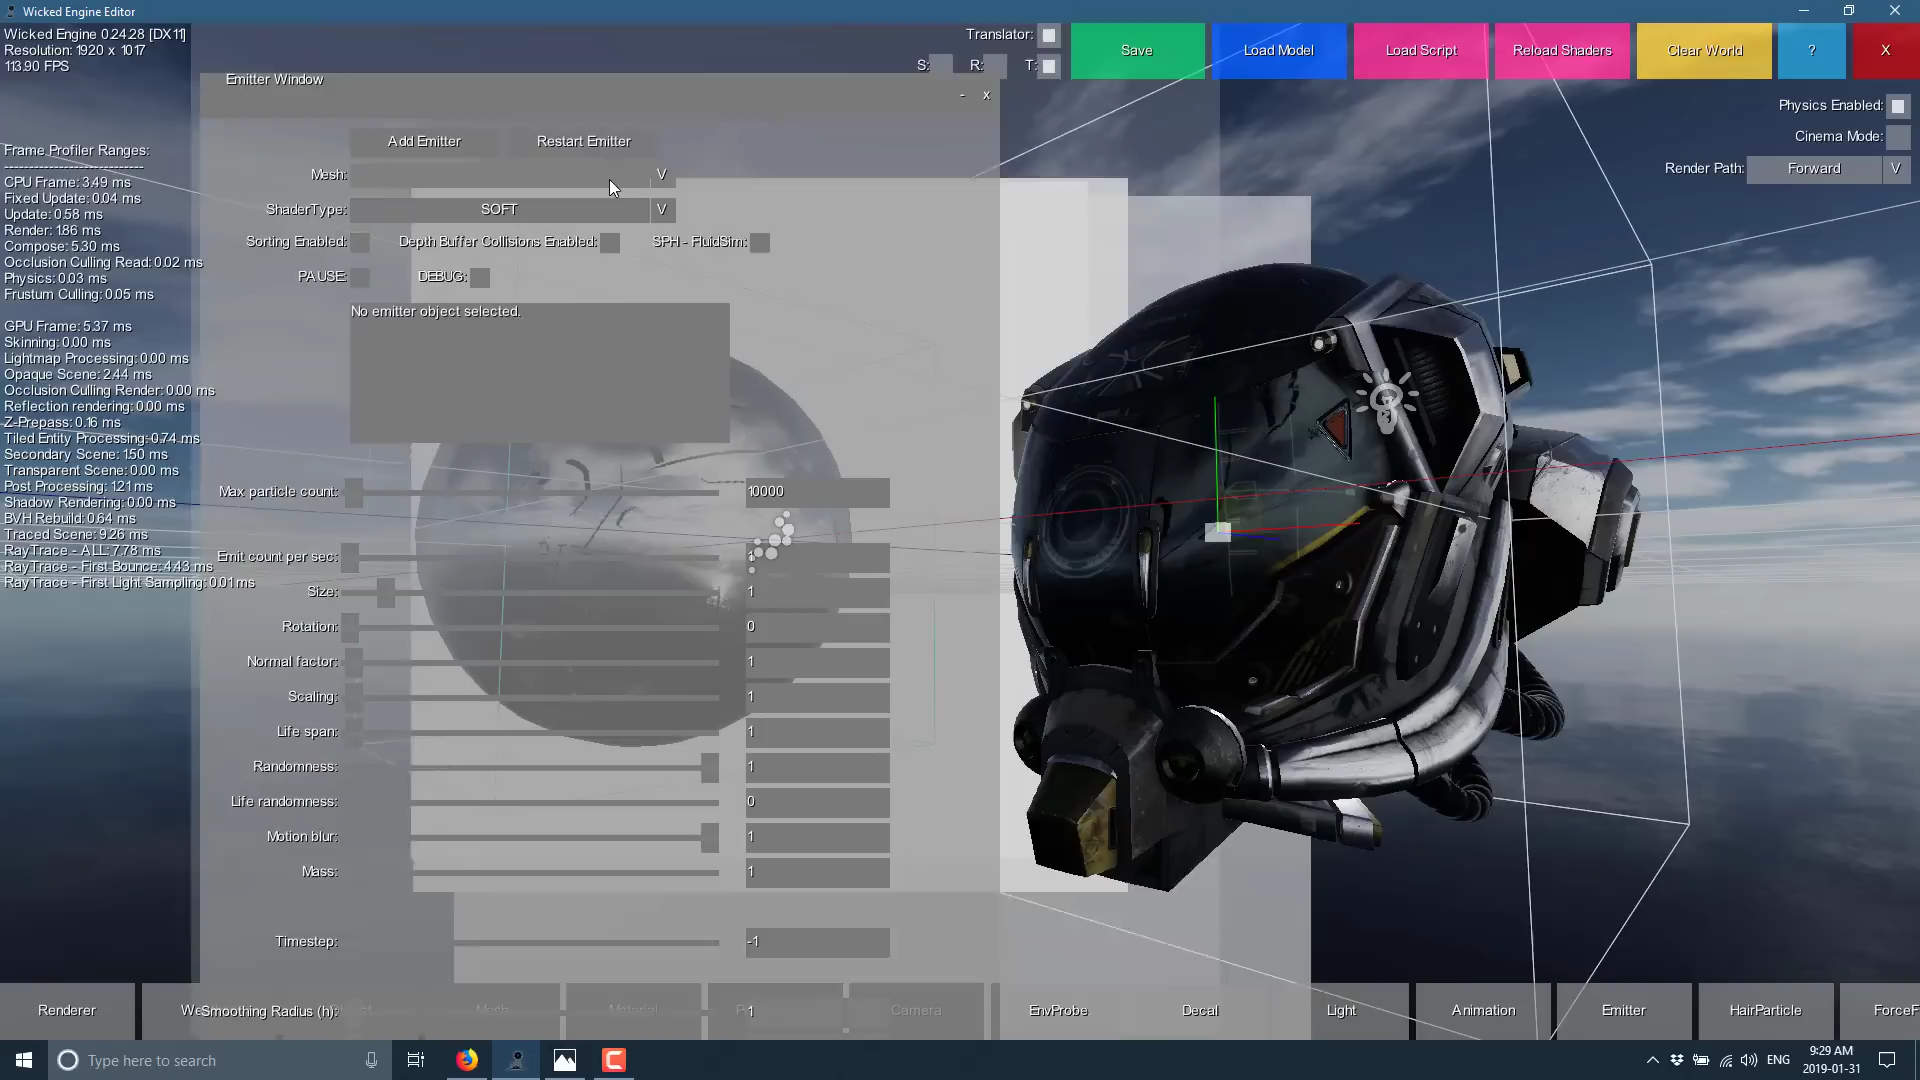 Wicked Engine Editor
Wicked Engine 0.24.28 [DX11]
Resolution: 1920 x 1017
113.90 FPS
Translator:
S:
R:
T:
Save
Load Model
Load Script
Reload Shaders
Clear World
?
X
Emitter Window
-
x
Physics Enabled:
Cinema Mode:
Render Path:
Forward
V
Frame Profiler Ranges:
----------------------------
CPU Frame: 3.49 ms
Fixed Update: 0.04 ms
Update: 0.58 ms
Render: 1.86 ms
Compose: 5.30 ms
Occlusion Culling Read: 0.02 ms
Physics: 0.03 ms
Frustum Culling: 0.05 ms
GPU Frame: 5.37 ms
Skinning: 0.00 ms
Lightmap Processing: 0.00 ms
Opaque Scene: 2.44 ms
Occlusion Culling Render: 0.00 ms
Reflection rendering: 0.00 ms
Z-Prepass: 0.16 ms
Tiled Entity Processing: 0.74 ms
Secondary Scene: 1.50 ms
Transparent Scene: 0.00 ms
Post Processing: 1.21 ms
Shadow Rendering: 0.00 ms
BVH Rebuild: 0.64 ms
Traced Scene: 9.26 ms
RayTrace - ALL: 7.78 ms
RayTrace - First Bounce: 4.43 ms
RayTrace - First Light Sampling: 0.01 ms
Add Emitter
Restart Emitter
Mesh:
V
ShaderType:
SOFT
V
Sorting Enabled:
Depth Buffer Collisions Enabled:
SPH - FluidSim:
PAUSE:
DEBUG:
No emitter object selected.
Max particle count:
10000
Emit count per sec:
1
Size:
1
Rotation:
0
Normal factor:
1
Scaling:
1
Life span:
1
Randomness:
1
Life randomness:
0
Motion blur:
1
Mass:
1
Timestep:
-1
Smoothing Radius (h):
1
Renderer
Mesh
Material
Camera
EnvProbe
Decal
Light
Animation
Emitter
HairParticle
ForceF
Type here to search
ENG
9:29 AM
2019-01-31